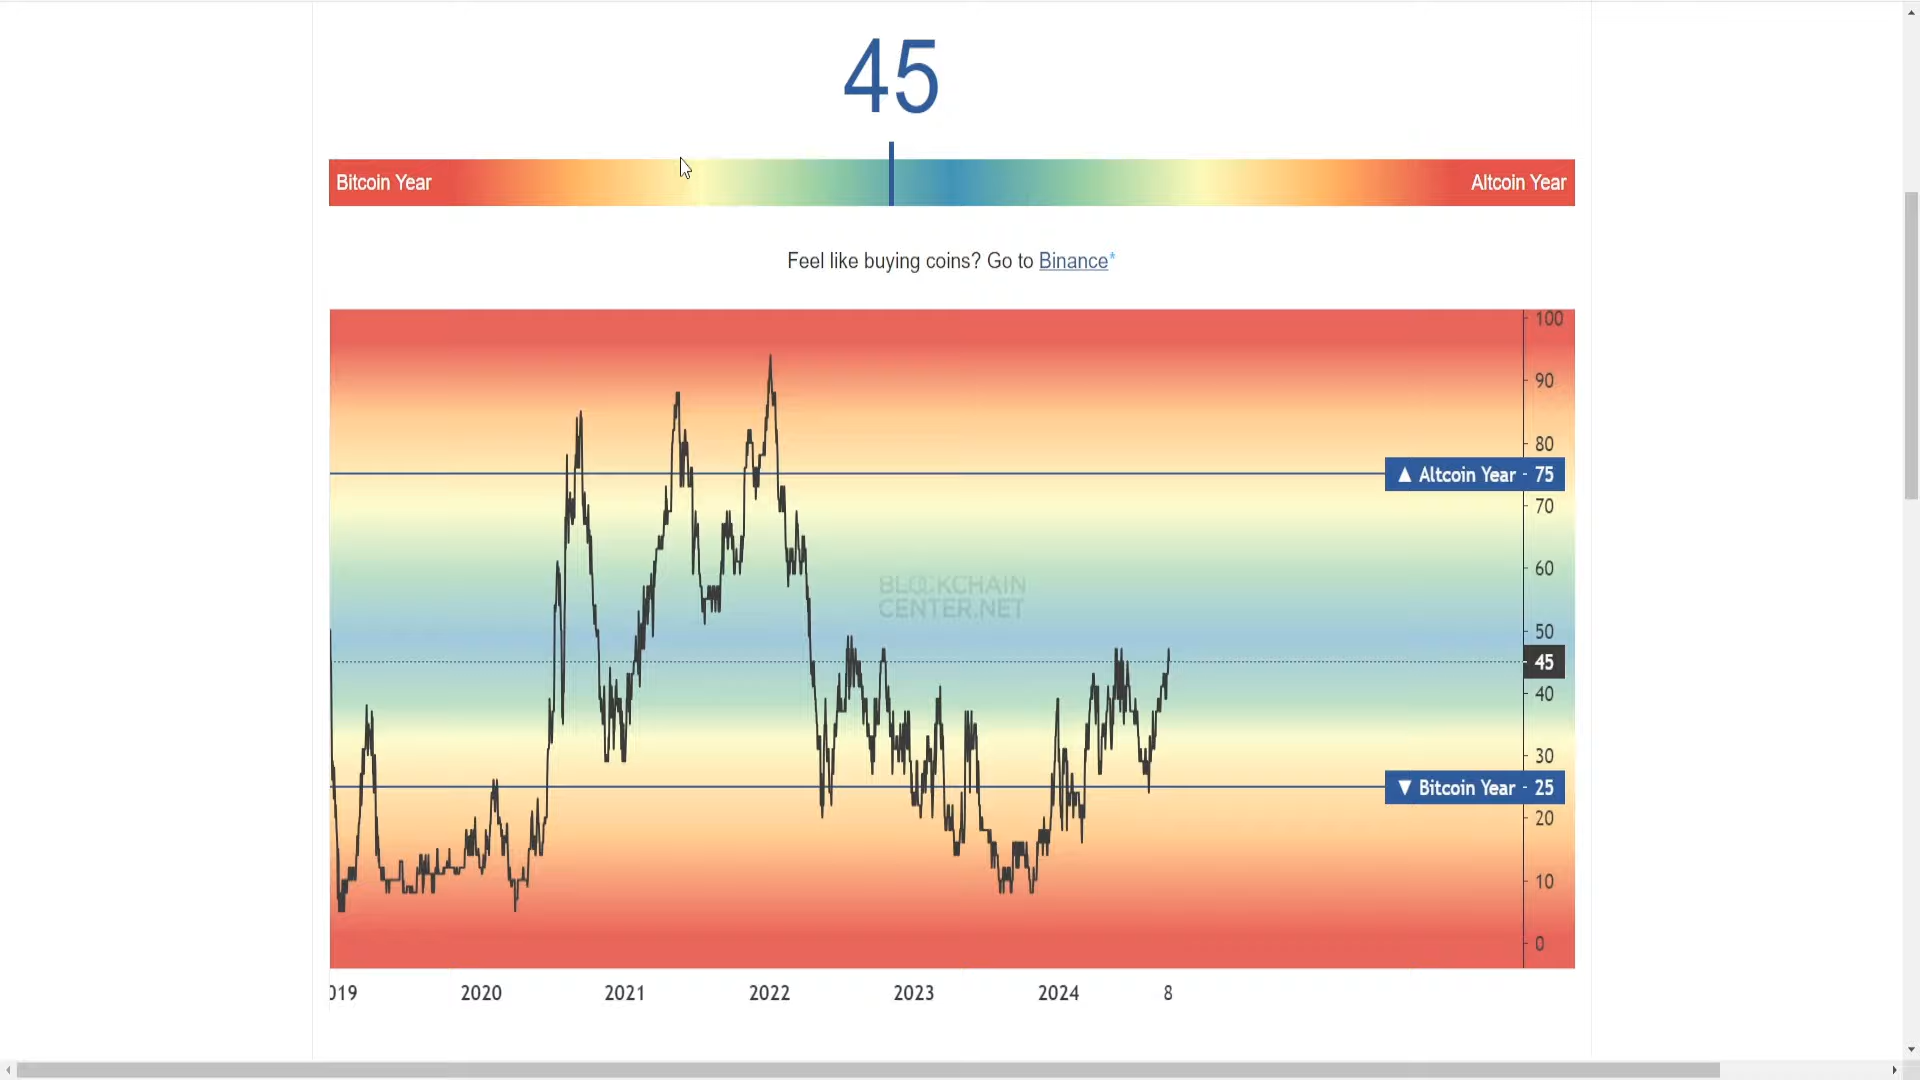 45
Bitcoin Year
Altcoin Year
Feel like buying coins? Go to Binance*
100
90
80
▲ Altcoin Year - 75
70
60
BLOCKCHAIN
CENTER.NET
50
45
40
30
▼ Bitcoin Year - 25
20
10
0
019 2020 2021 2022 2023 2024 8